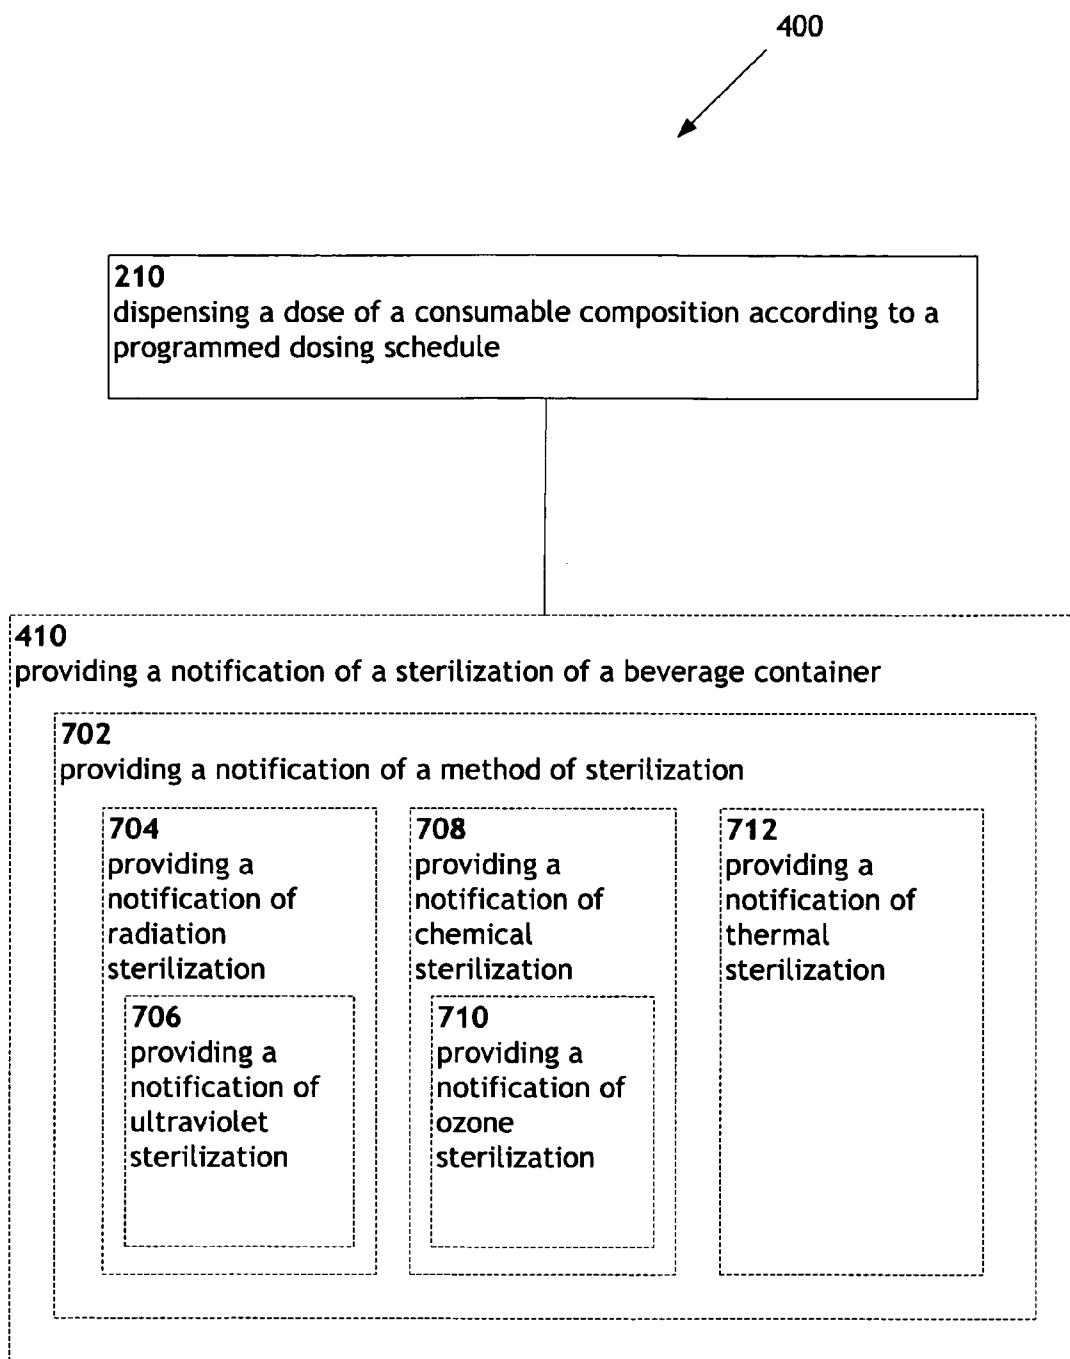 400
210
dispensing a dose of a consumable composition according to a
programmed dosing schedule
410
providing a notification of a sterilization of a beverage container
702
providing a notification of a method of sterilization
704
providing a
notification of
radiation
sterilization
706
providing a
notification of
ultraviolet
sterilization
708
providing a
notification of
chemical
sterilization
710
providing a
notification of
ozone
sterilization
712
providing a
notification of
thermal
sterilization